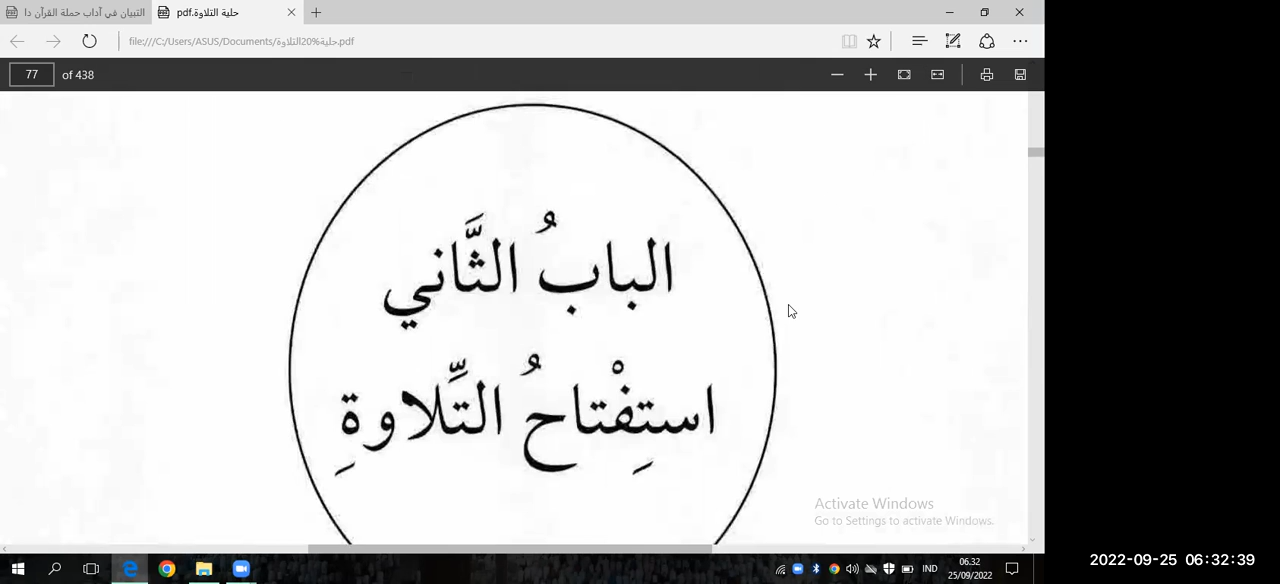 التبيان في آداب حملة القرآن دا
حلية التلاوة.pdf
file:///C:/Users/ASUS/Documents/حلية%20التلاوة.pdf
77 of 438
البابُ الثَّاني
استِفْتاحُ التِّلاوةِ
Activate Windows
Go to Settings to activate Windows.
IND
06.32
25/09/2022
2022-09-25 06:32:39